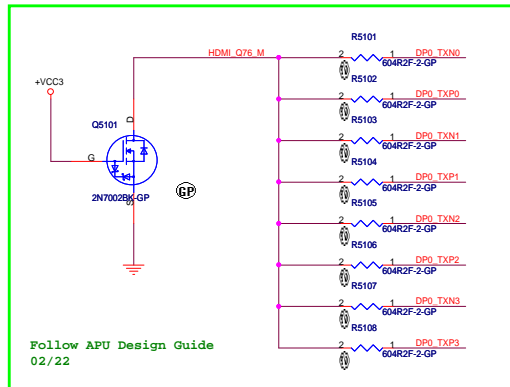 R5101
HDMI_Q76_M 2 1 DP0_TXN0
604R2F-2-GP
R5102
+VCC3
2 1 DP0_TXP0
604R2F-2-GP
R5103
Q5101
D
2 1 DP0_TXN1
604R2F-2-GP
G
R5104
2 1 DP0_TXP1
604R2F-2-GP
2N7002BK-GP
S
GP
R5105
2 1 DP0_TXN2
604R2F-2-GP
R5106
2 1 DP0_TXP2
604R2F-2-GP
R5107
2 1 DP0_TXN3
604R2F-2-GP
R5108
2 1 DP0_TXP3
604R2F-2-GP
Follow APU Design Guide
02/22